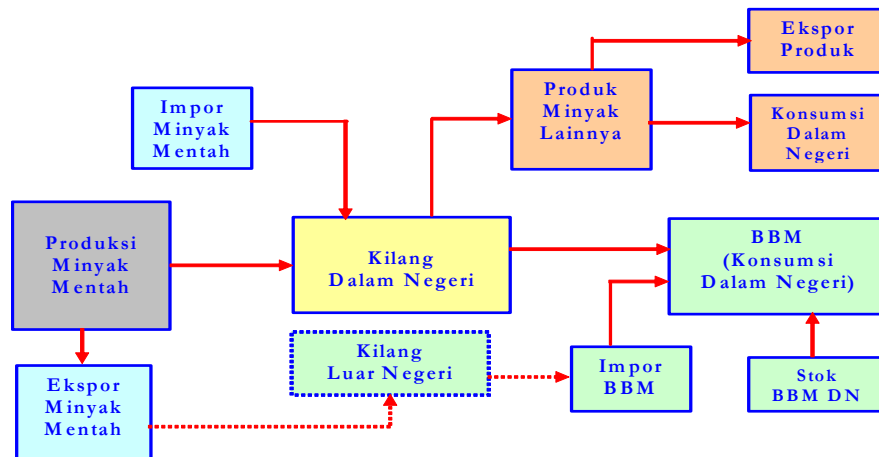 Ekspor
Produk
Impor
Minyak
Mentah
Produk
Minyak
Lainnya
Konsumsi
Dalam
Negeri
Produksi
Minyak
Mentah
Kilang
Dalam Negeri
BBM
(Konsumsi
Dalam Negeri)
Kilang
Luar Negeri
Impor
BBM
Stok
BBM DN
Ekspor
Minyak
Mentah